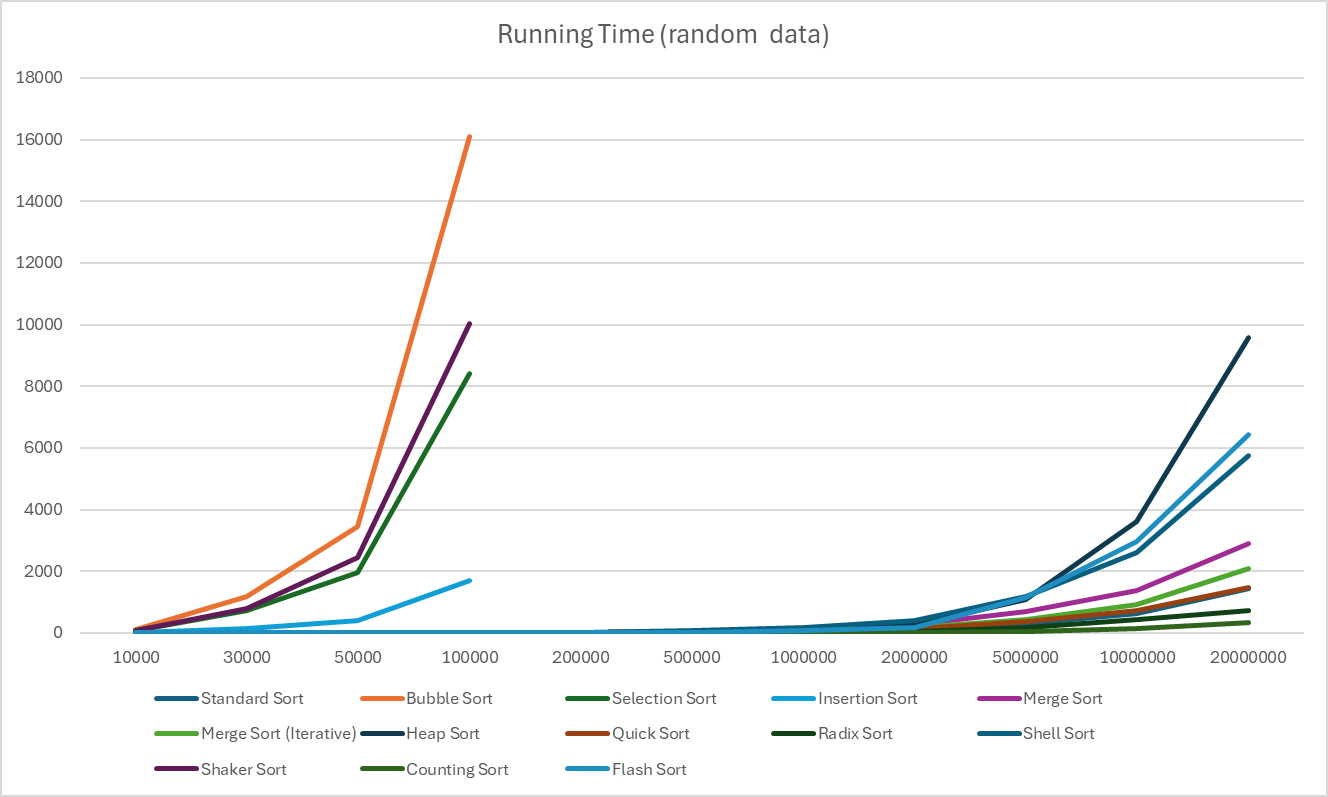 Running Time (random  data)
18000
16000
14000
12000
10000
8000
6000
4000
2000
0
10000 30000 50000 100000 200000 500000 1000000 2000000 5000000 10000000 20000000
Standard Sort Bubble Sort Selection Sort Insertion Sort Merge Sort
Merge Sort (Iterative) Heap Sort Quick Sort Radix Sort Shell Sort
Shaker Sort Counting Sort Flash Sort